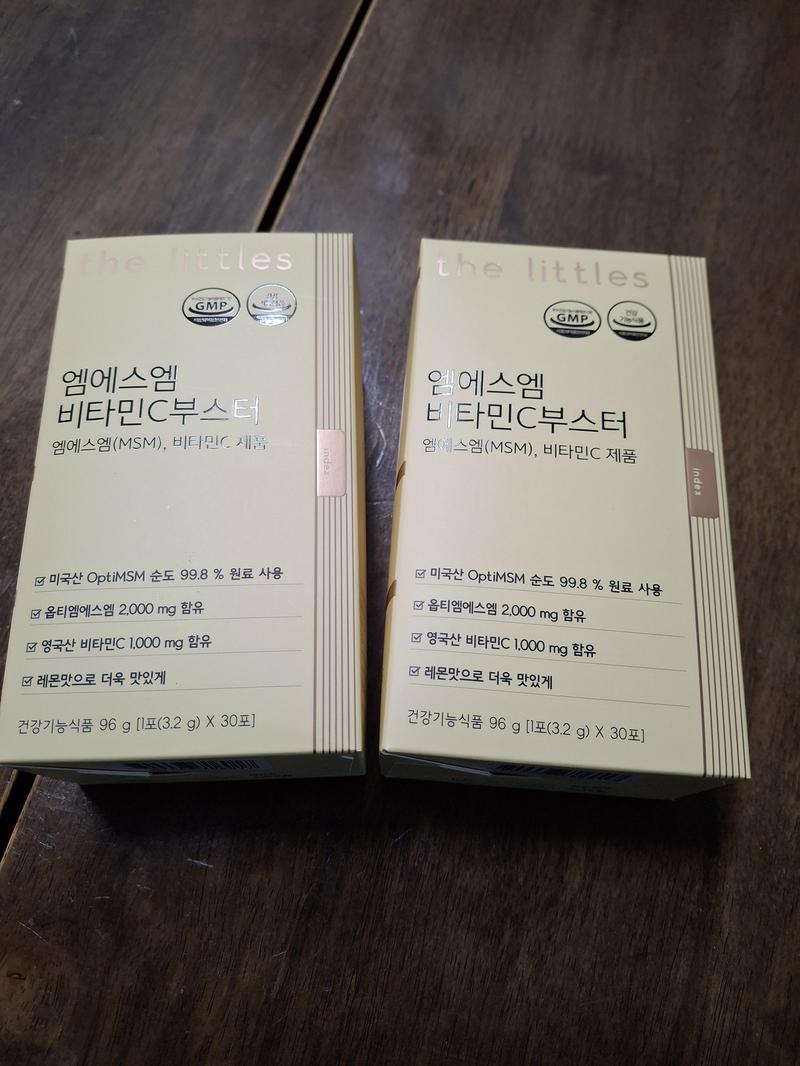 the littles
GMP
엠에스엠
비타민C부스터
엠에스엠(MSM), 비타민C 제품
index
미국산 OptiMSM 순도 99.8 % 원료 사용
옵티엠에스엠 2,000 mg 함유
영국산 비타민C 1,000 mg 함유
레몬맛으로 더욱 맛있게
건강기능식품 96 g [1포(3.2 g) X 30포]
the littles
GMP
건강
기능식품
엠에스엠
비타민C부스터
엠에스엠(MSM), 비타민C 제품
index
미국산 OptiMSM 순도 99.8 % 원료 사용
옵티엠에스엠 2,000 mg 함유
영국산 비타민C 1,000 mg 함유
레몬맛으로 더욱 맛있게
건강기능식품 96 g [1포(3.2 g) X 30포]